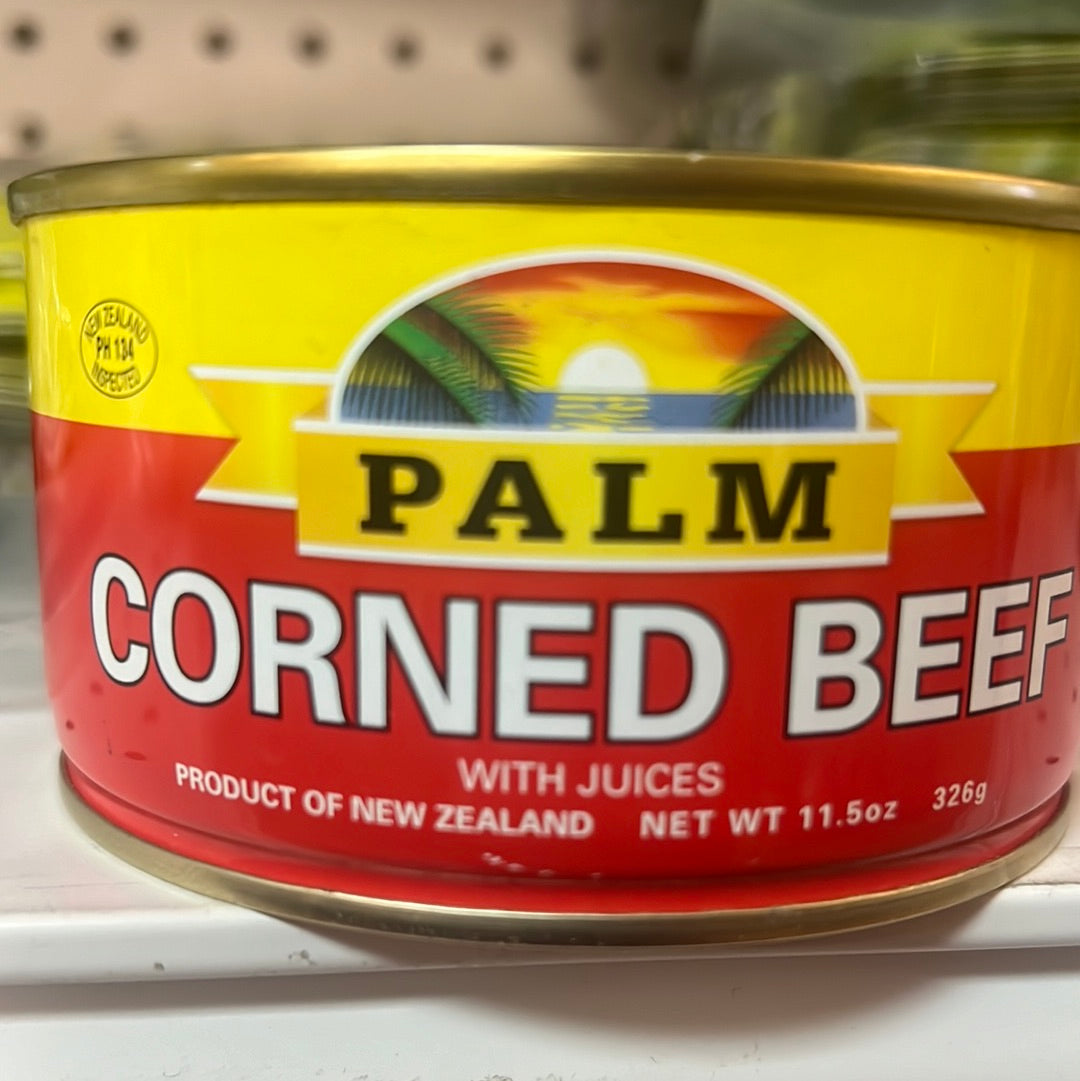 NEW ZEALAND
PH 134
INSPECTED
PALM
CORNED BEEF
WITH JUICES
PRODUCT OF NEW ZEALAND NET WT 11.5oz 326g